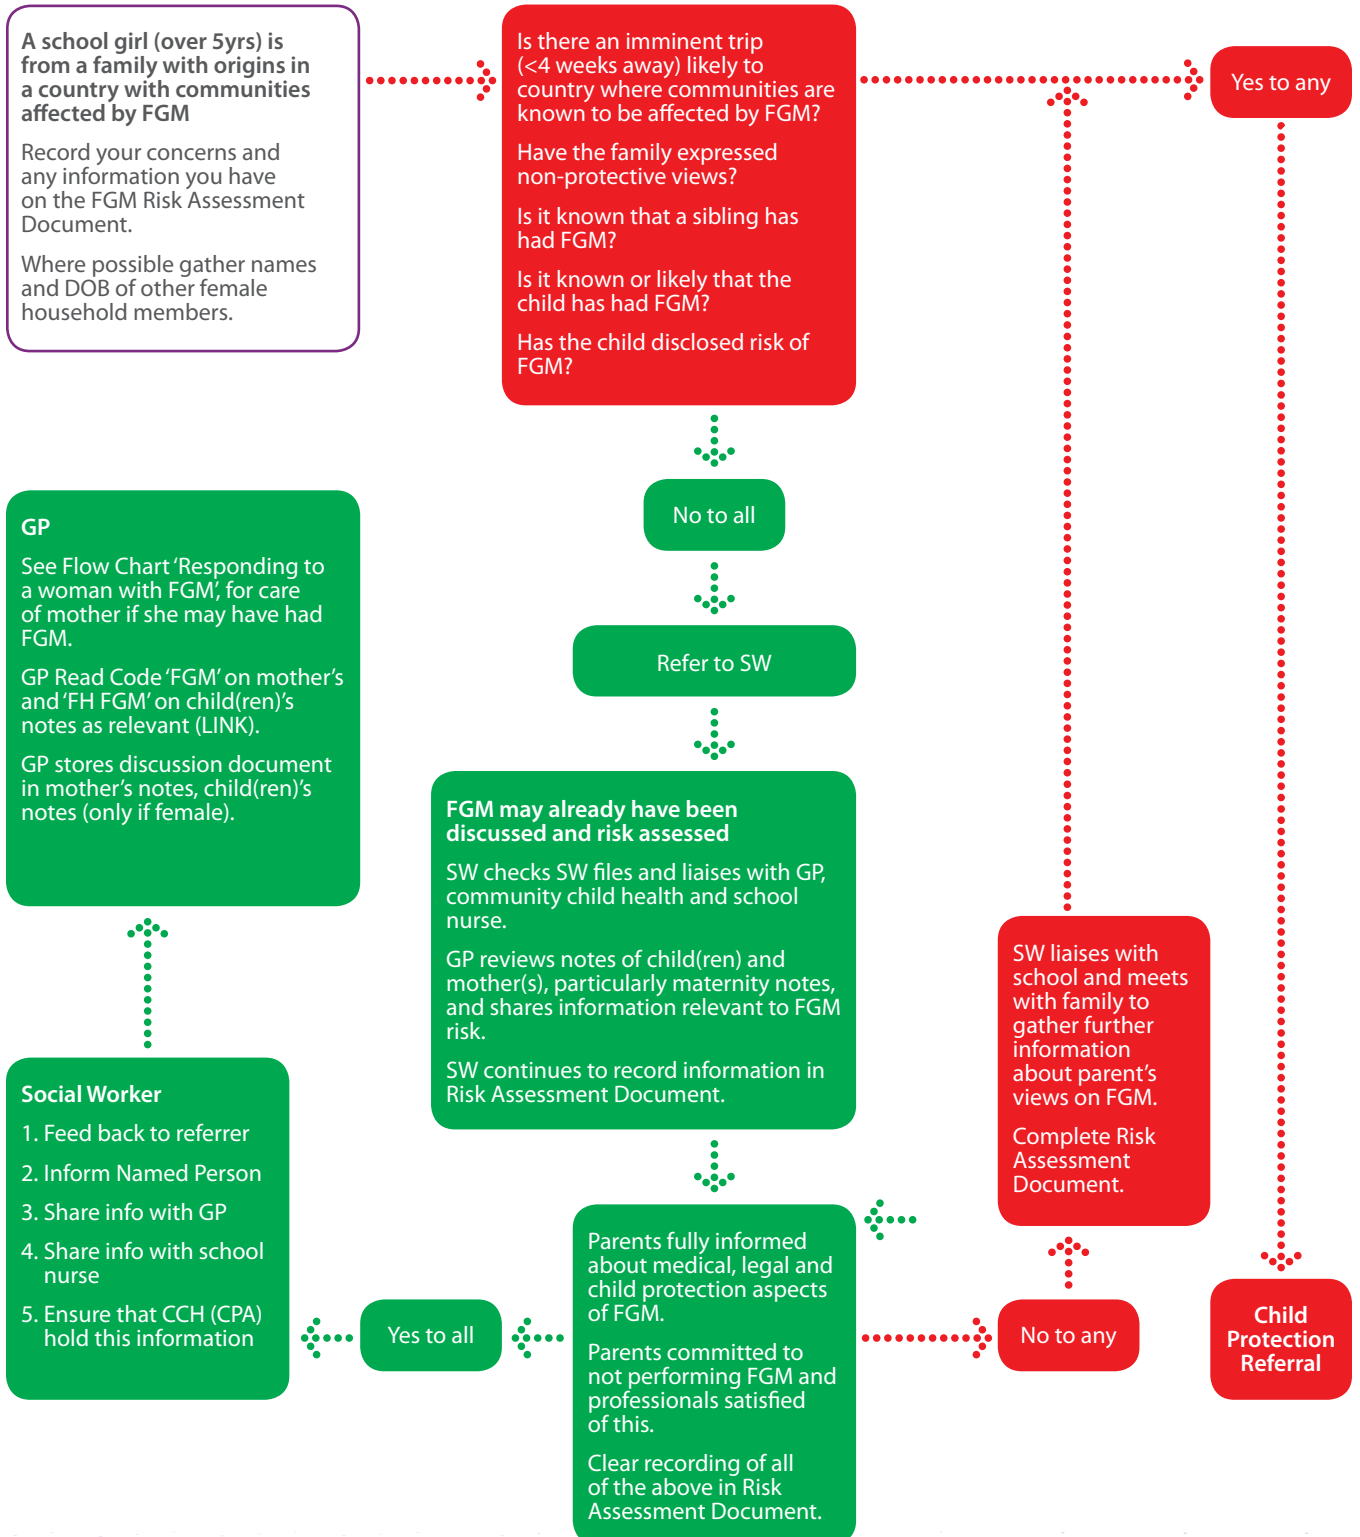 A school girl (over 5yrs) is
from a family with origins in
a country with communities
affected by FGM
Record your concerns and
any information you have
on the FGM Risk Assessment
Document.
Where possible gather names
and DOB of other female
household members.
Is there an imminent trip
(<4 weeks away) likely to
country where communities are
known to be affected by FGM?
Have the family expressed
non-protective views?
Is it known that a sibling has
had FGM?
Is it known or likely that the
child has had FGM?
Has the child disclosed risk of
FGM?
Yes to any
No to all
Refer to SW
GP
See Flow Chart ‘Responding to
a woman with FGM’, for care
of mother if she may have had
FGM.
GP Read Code ‘FGM’ on mother’s
and ‘FH FGM’ on child(ren)’s
notes as relevant (LINK).
GP stores discussion document
in mother’s notes, child(ren)’s
notes (only if female).
FGM may already have been
discussed and risk assessed
SW checks SW files and liaises with GP,
community child health and school
nurse.
GP reviews notes of child(ren) and
mother(s), particularly maternity notes,
and shares information relevant to FGM
risk.
SW continues to record information in
Risk Assessment Document.
SW liaises with
school and meets
with family to
gather further
information
about parent’s
views on FGM.
Complete Risk
Assessment
Document.
Social Worker
1. Feed back to referrer
2. Inform Named Person
3. Share info with GP
4. Share info with school
nurse
5. Ensure that CCH (CPA)
hold this information
Yes to all
Parents fully informed
about medical, legal and
child protection aspects
of FGM.
Parents committed to
not performing FGM and
professionals satisfied
of this.
Clear recording of all
of the above in Risk
Assessment Document.
No to any
Child
Protection
Referral